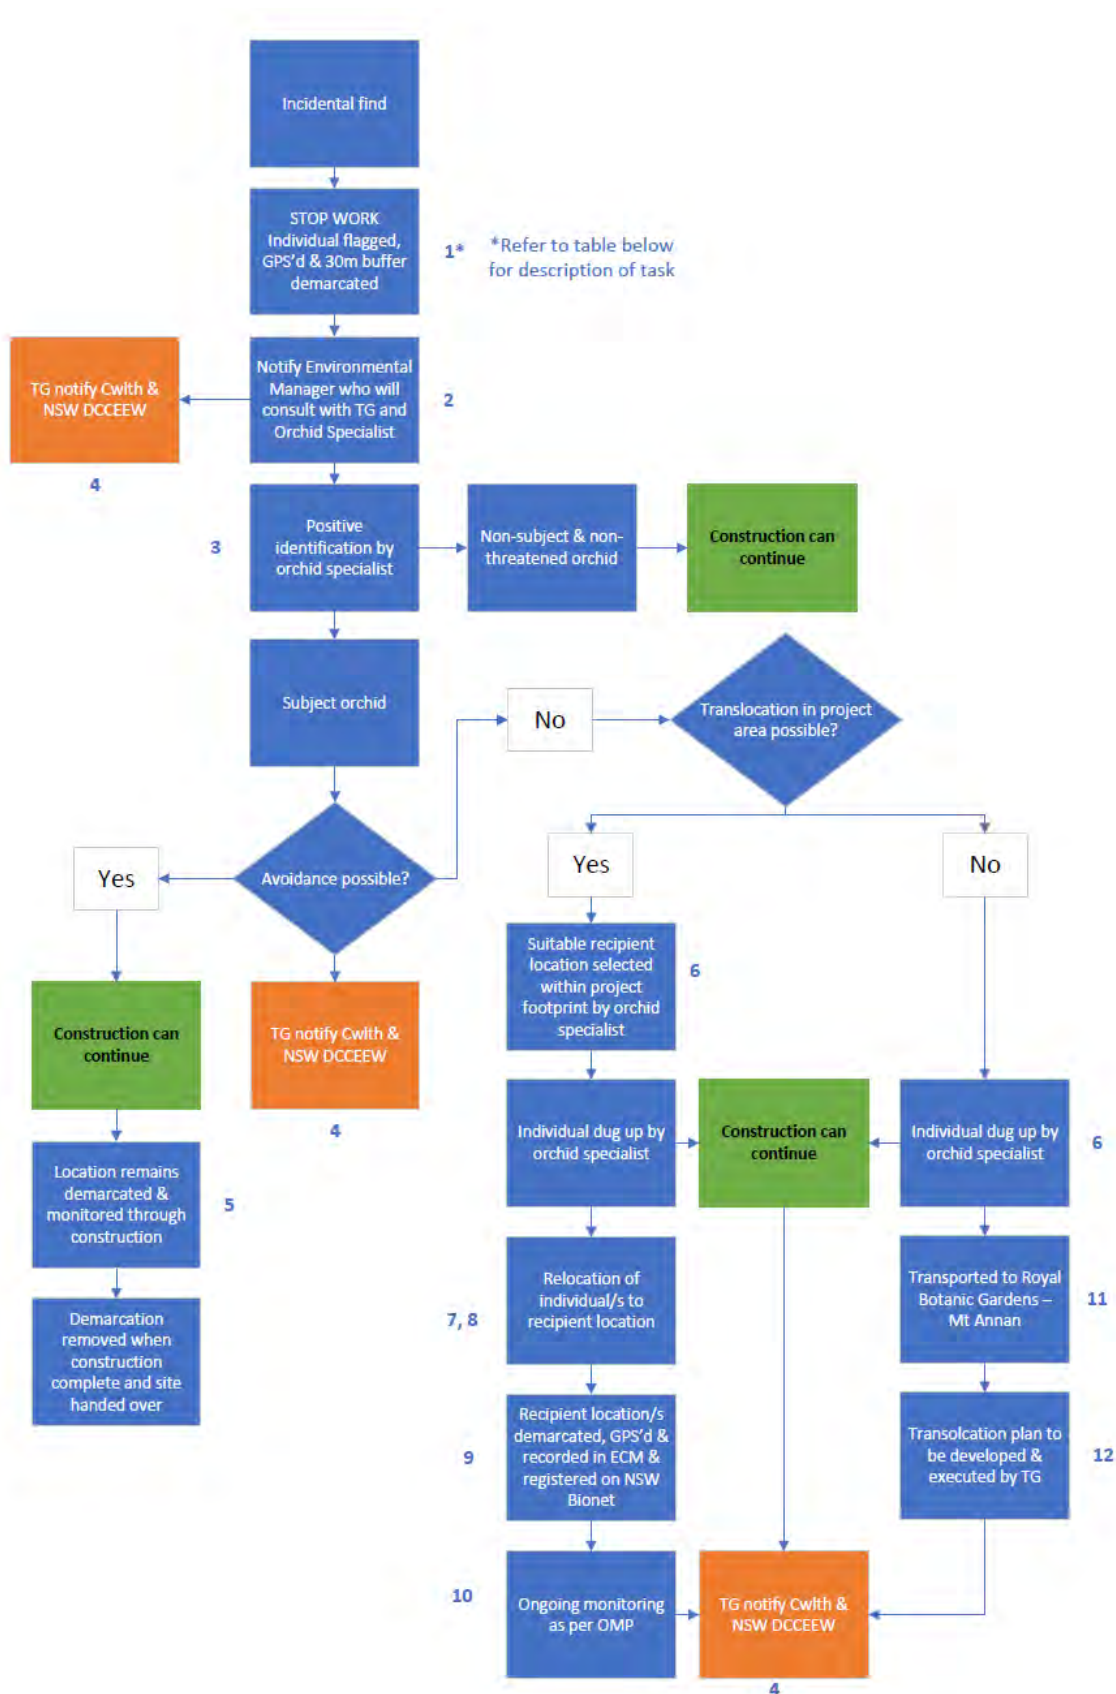 Incidental find
STOP WORK
Individual flagged,
GPS'd & 30m buffer
demarcated
1*
*Refer to table below
for description of task
TG notify Cwlth &
NSW DCCEEW
4
Notify Environmental
Manager who will
consult with TG and
Orchid Specialist
2
3
Positive
identification by
orchid specialist
Non-subject & non-
threatened orchid
Construction can
continue
Subject orchid
No
Translocation in project
area possible?
Yes
Avoidance possible?
Yes
No
Construction can
continue
TG notify Cwlth &
NSW DCCEEW
4
Suitable recipient
location selected
within project
footprint by orchid
specialist
6
Location remains
demarcated &
monitored through
construction
5
Individual dug up by
orchid specialist
Construction can
continue
Individual dug up by
orchid specialist
6
Demarcation
removed when
construction
complete and site
handed over
7, 8
Relocation of
individual/s to
recipient location
Transported to Royal
Botanic Gardens –
Mt Annan
11
9
Recipient location/s
demarcated, GPS'd &
recorded in ECM &
registered on NSW
Bionet
Transolcation plan to
be developed &
executed by TG
12
10
Ongoing monitoring
as per OMP
TG notify Cwlth &
NSW DCCEEW
4